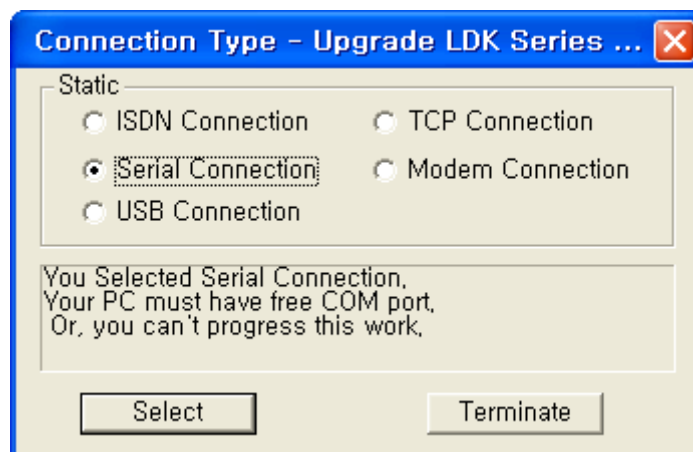 Connection Type - Upgrade LDK Series ...
Static
ISDN Connection
TCP Connection
Serial Connection
Modem Connection
USB Connection
You Selected Serial Connection,
Your PC must have free COM port,
Or, you can't progress this work,
Select
Terminate